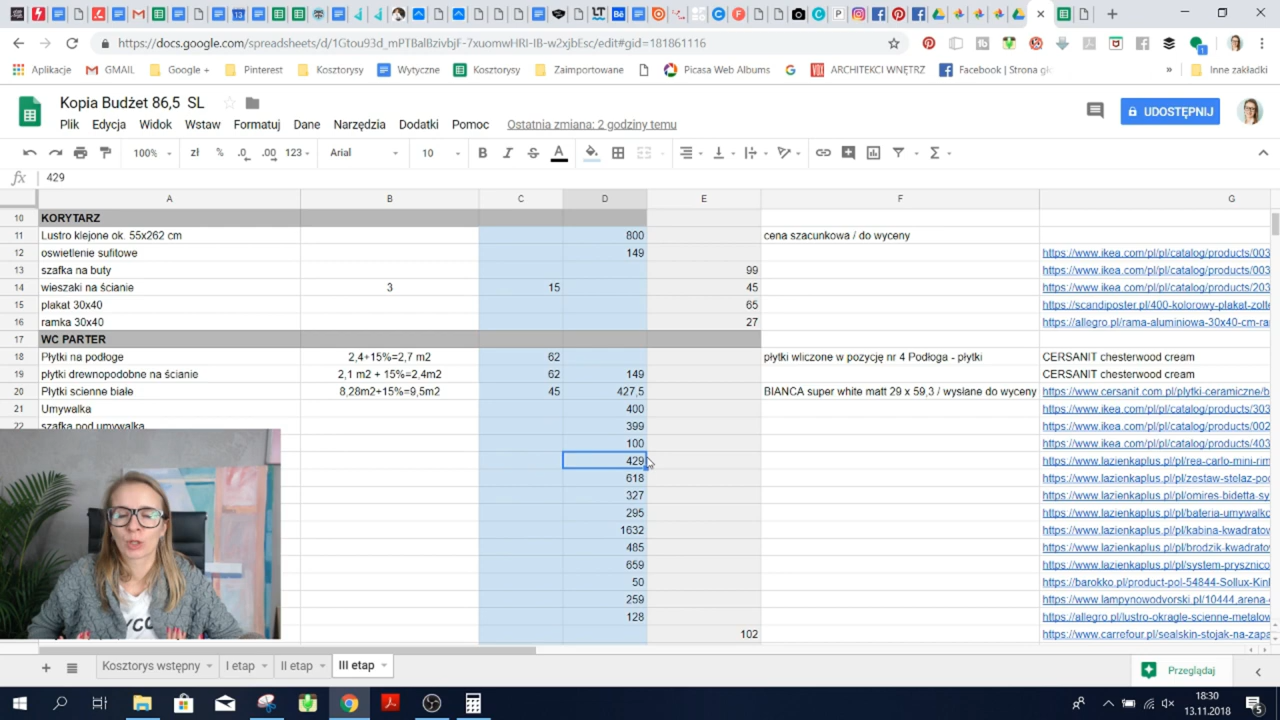 https://docs.google.com/spreadsheets/d/1Gtou93d_mPTBalBzivbjF-7xuomwHRI-IB-w2xjbEsc/edit#gid=181861116
Aplikacje GMAIL Google + Pinterest Kosztorysy Wytyczne Kosztorysy Zaimportowane Picasa Web Albums ARCHITEKCI WNĘTRZ Facebook | Strona gł » Inne zakładki
Kopia Budżet 86,5 SL
Plik Edycja Widok Wstaw Formatuj Dane Narzędzia Dodatki Pomoc Ostatnia zmiana: 2 godziny temu
UDOSTĘPNIJ
100% zł % .0 .00 123 Arial 10 B I S A
fx 429
A B C D E F G
10 KORYTARZ
11 Lustro klejone ok. 55x262 cm 800 cena szacunkowa / do wyceny
12 oswietlenie sufitowe 149 https://www.ikea.com/pl/pl/catalog/products/003
13 szafka na buty 99 https://www.ikea.com/pl/pl/catalog/products/003
14 wieszaki na ścianie 3 15 45 https://www.ikea.com/pl/pl/catalog/products/203
15 plakat 30x40 65 https://scandiposter.pl/400-kolorowy-plakat-zolte
16 ramka 30x40 27 https://allegro.pl/rama-aluminiowa-30x40-cm-ra
17 WC PARTER
18 Płytki na podłoge 2,4+15%=2,7 m2 62 płytki wliczone w pozycję nr 4 Podłoga - płytki CERSANIT chesterwood cream
19 płytki drewnopodobne na ścianie 2,1 m2 + 15%=2,4m2 62 149 CERSANIT chesterwood cream
20 Płytki scienne białe 8,28m2+15%=9,5m2 45 427,5 BIANCA super white matt 29 x 59,3 / wysłane do wyceny https://www.cersanit.com.pl/plytki-ceramiczne/b
21 Umywalka 400 https://www.ikea.com/pl/pl/catalog/products/303
22 szafka pod umywalka 399 https://www.ikea.com/pl/pl/catalog/products/002
100 https://www.ikea.com/pl/pl/catalog/products/403
429 https://www.lazienkaplus.pl/pl/rea-carlo-mini-rim
618 https://www.lazienkaplus.pl/pl/zestaw-stelaz-poc
327 https://www.lazienkaplus.pl/pl/omires-bidetta-sy
295 https://www.lazienkaplus.pl/pl/bateria-umywalko
1632 https://www.lazienkaplus.pl/pl/kabina-kwadratow
485 https://www.lazienkaplus.pl/pl/brodzik-kwadrato
659 https://www.lazienkaplus.pl/pl/system-prysznico
50 https://barokko.pl/product-pol-54844-Sollux-Kinl
259 https://www.lampynowodvorski.pl/10444.arena-
128 https://allegro.pl/lustro-okragle-scienne-metalow
102 https://www.carrefour.pl/sealskin-stojak-na-zapa
Kosztorys wstępny I etap II etap III etap
Przeglądaj
18:30
13.11.2018
5